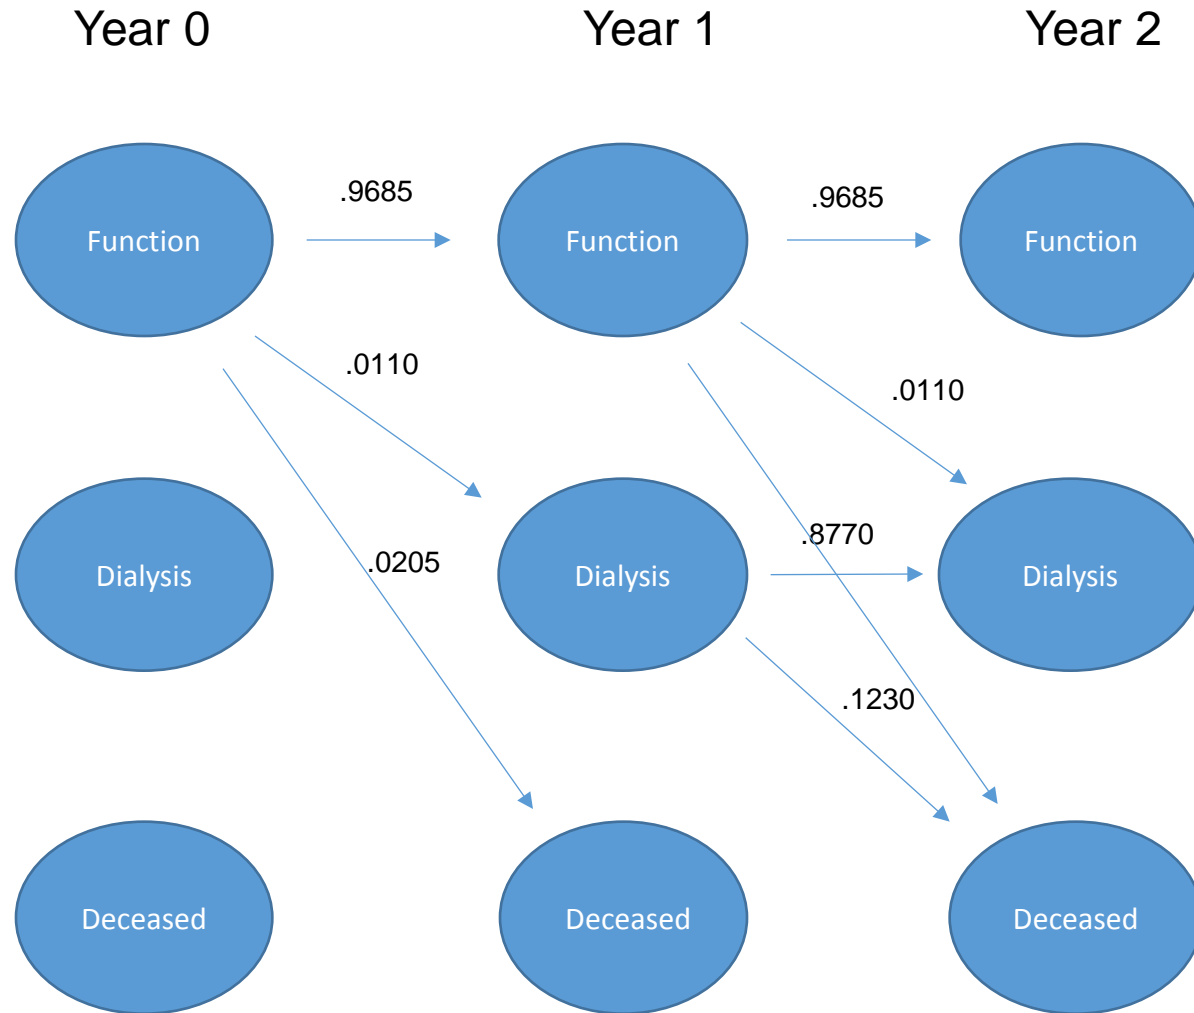 Year 0 Year 1 Year 2
.9685 .9685
Function Function Function
.0110
.0110
.8770
.0205
Dialysis Dialysis Dialysis
.1230
Deceased Deceased Deceased